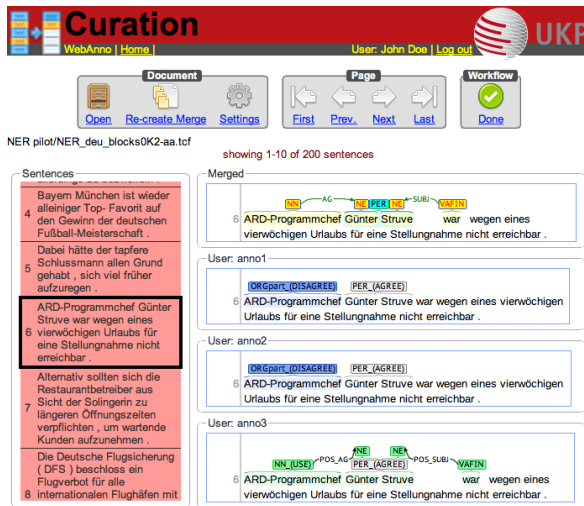 Curation
WebAnno | Home |
User: John Doe | Log out
UKP
Document
Page
Workflow
Open
Re-create Merge
Settings
First
Prev.
Next
Last
Done
NER pilot/NER_deu_blocks0K2-aa.tcf
showing 1-10 of 200 sentences
Sentences
Bayern München ist wieder
4 alleiniger Top- Favorit auf
den Gewinn der deutschen
Fußball-Meisterschaft .
Dabei hätte der tapfere
5 Schlussmann allen Grund
gehabt , sich viel früher
aufzuregen .
ARD-Programmchef Günter
Struve war wegen eines
6 vierwöchigen Urlaubs für
eine Stellungnahme nicht
erreichbar .
Alternativ sollten sich die
Restaurantbetreiber aus
7 Sicht der Solingerin zu
längeren Öffnungszeiten
verpflichten , um wartende
Kunden aufzunehmen .
Die Deutsche Flugsicherung
( DFS ) beschloss ein
Flugverbot für alle
8 internationalen Flughäfen mit
Merged
NN AG NE PER NE SUBJ VAFIN
6 ARD-Programmchef Günter Struve war wegen eines
vierwöchigen Urlaubs für eine Stellungnahme nicht erreichbar .
User: anno1
ORGpart_(DISAGREE) PER_(AGREE)
6 ARD-Programmchef Günter Struve war wegen eines vierwöchigen
Urlaubs für eine Stellungnahme nicht erreichbar .
User: anno2
ORGpart_(DISAGREE) PER_(AGREE)
6 ARD-Programmchef Günter Struve war wegen eines vierwöchigen
Urlaubs für eine Stellungnahme nicht erreichbar .
User: anno3
NE NE
NN_(USE) POS_AG PER_(AGREE) POS_SUBJ VAFIN
6 ARD-Programmchef Günter Struve war wegen eines
vierwöchigen Urlaubs für eine Stellungnahme nicht erreichbar .